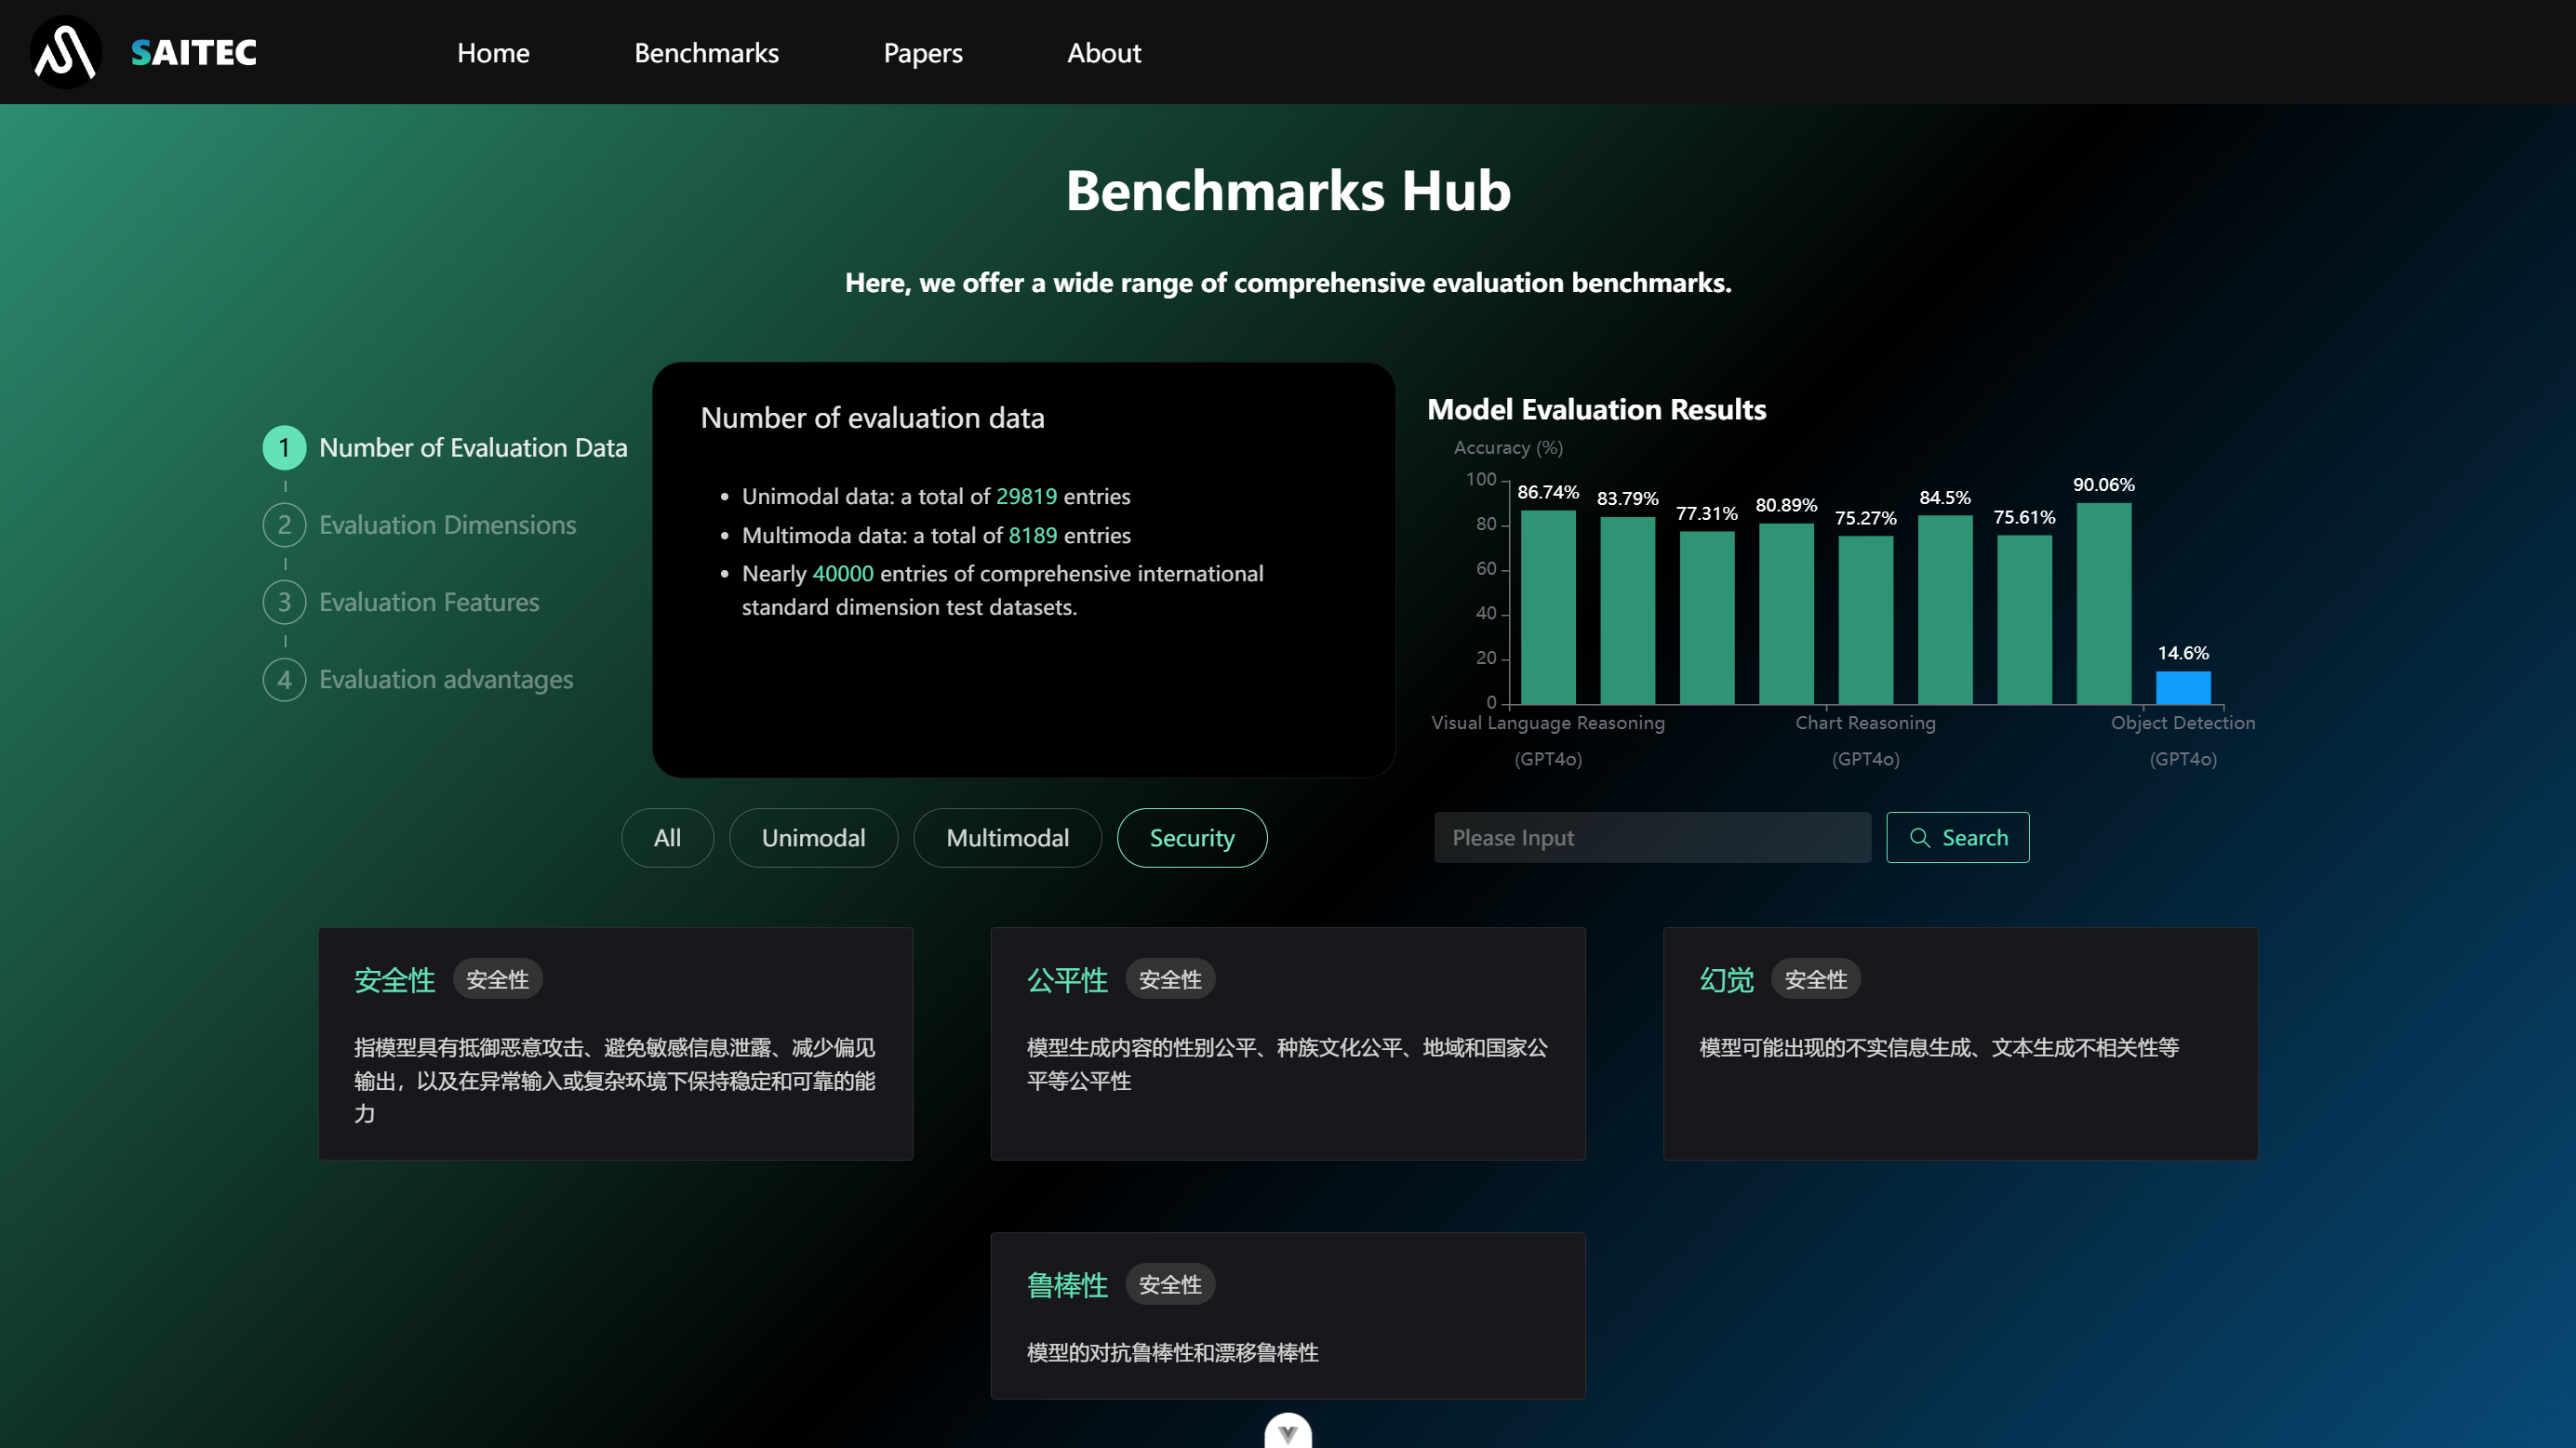 SAITEC
Home
Benchmarks
Papers
About
Benchmarks Hub
Here, we offer a wide range of comprehensive evaluation benchmarks.
1 Number of Evaluation Data
2 Evaluation Dimensions
3 Evaluation Features
4 Evaluation advantages
Number of evaluation data
• Unimodal data: a total of 29819 entries
• Multimoda data: a total of 8189 entries
• Nearly 40000 entries of comprehensive international
standard dimension test datasets.
Model Evaluation Results
Accuracy (%)
100
80
60
40
20
0
86.74%
83.79%
77.31%
80.89%
75.27%
84.5%
75.61%
90.06%
14.6%
Visual Language Reasoning
(GPT4o)
Chart Reasoning
(GPT4o)
Object Detection
(GPT4o)
All
Unimodal
Multimodal
Security
Please Input
Search
安全性 安全性
指模型具有抵御恶意攻击、避免敏感信息泄露、减少偏见
输出，以及在异常输入或复杂环境下保持稳定和可靠的能
力
公平性 安全性
模型生成内容的性别公平、种族文化公平、地域和国家公
平等公平性
幻觉 安全性
模型可能出现的不实信息生成、文本生成不相关性等
鲁棒性 安全性
模型的对抗鲁棒性和漂移鲁棒性